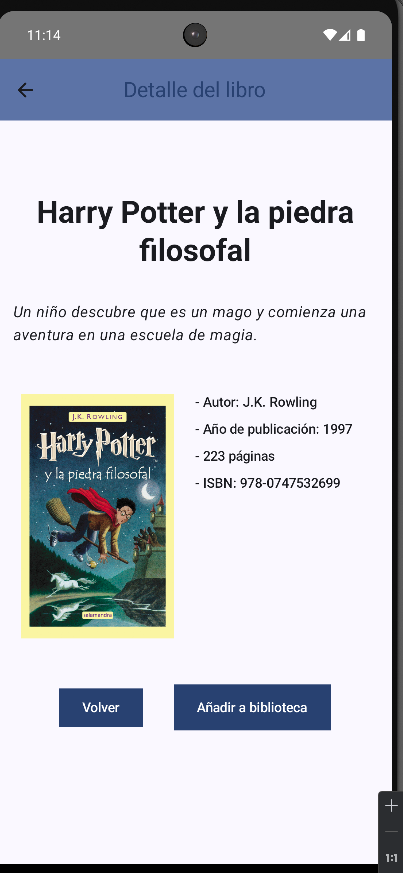 11:14
Detalle del libro
Harry Potter y la piedra
filosofal
Un niño descubre que es un mago y comienza una
aventura en una escuela de magia.
J.K. ROWLING
Harry Potter
y la piedra filosofal
salamandra
- Autor: J.K. Rowling
- Año de publicación: 1997
- 223 páginas
- ISBN: 978-0747532699
Volver
Añadir a biblioteca
1:1